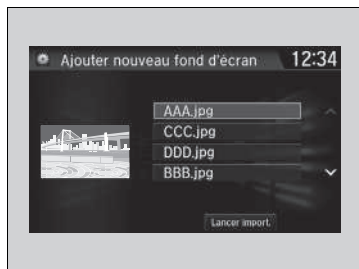 Ajouter nouveau fond d'écran 12:34
AAA.jpg
CCC.jpg
DDD.jpg
BBB.jpg
Lancer import.